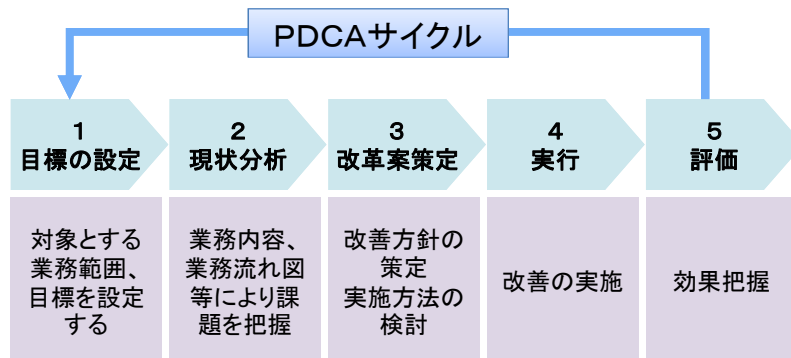 PDCAサイクル
1
目標の設定
2
現状分析
3
改革案策定
4
実行
5
評価
対象とする
業務範囲、
目標を設定
する
業務内容、
業務流れ図
等により課
題を把握
改善方針の
策定
実施方法の
検討
改善の実施
効果把握